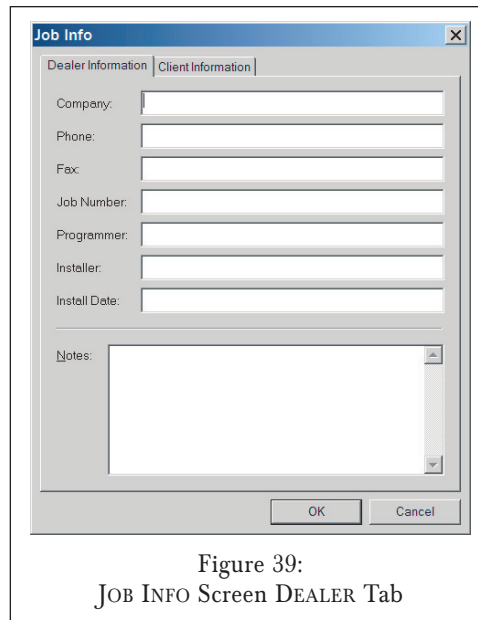 Job Info
Dealer Information Client Information
Company:
Phone:
Fax:
Job Number:
Programmer:
Installer:
Install Date:
Notes:
OK Cancel
Figure 39:
JOB INFO Screen DEALER Tab